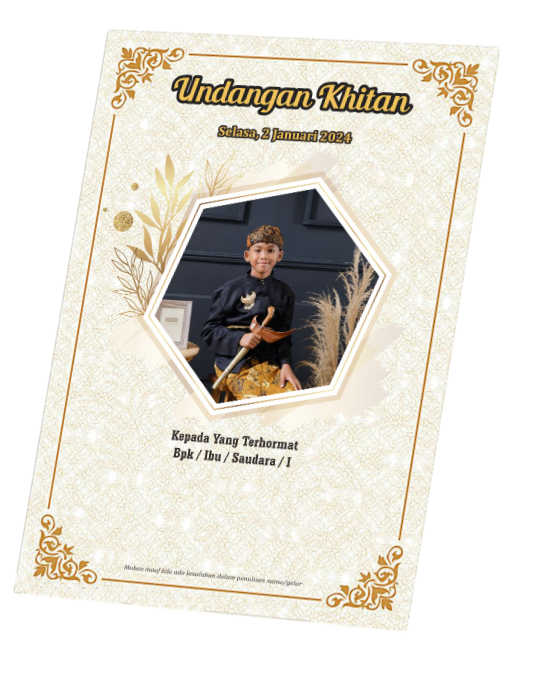 Undangan Khitan
Selasa, 2 Januari 2024
Kepada Yang Terhormat
Bpk / Ibu / Saudara / I
Mohon maaf bila ada kesalahan dalam penulisan nama/gelar